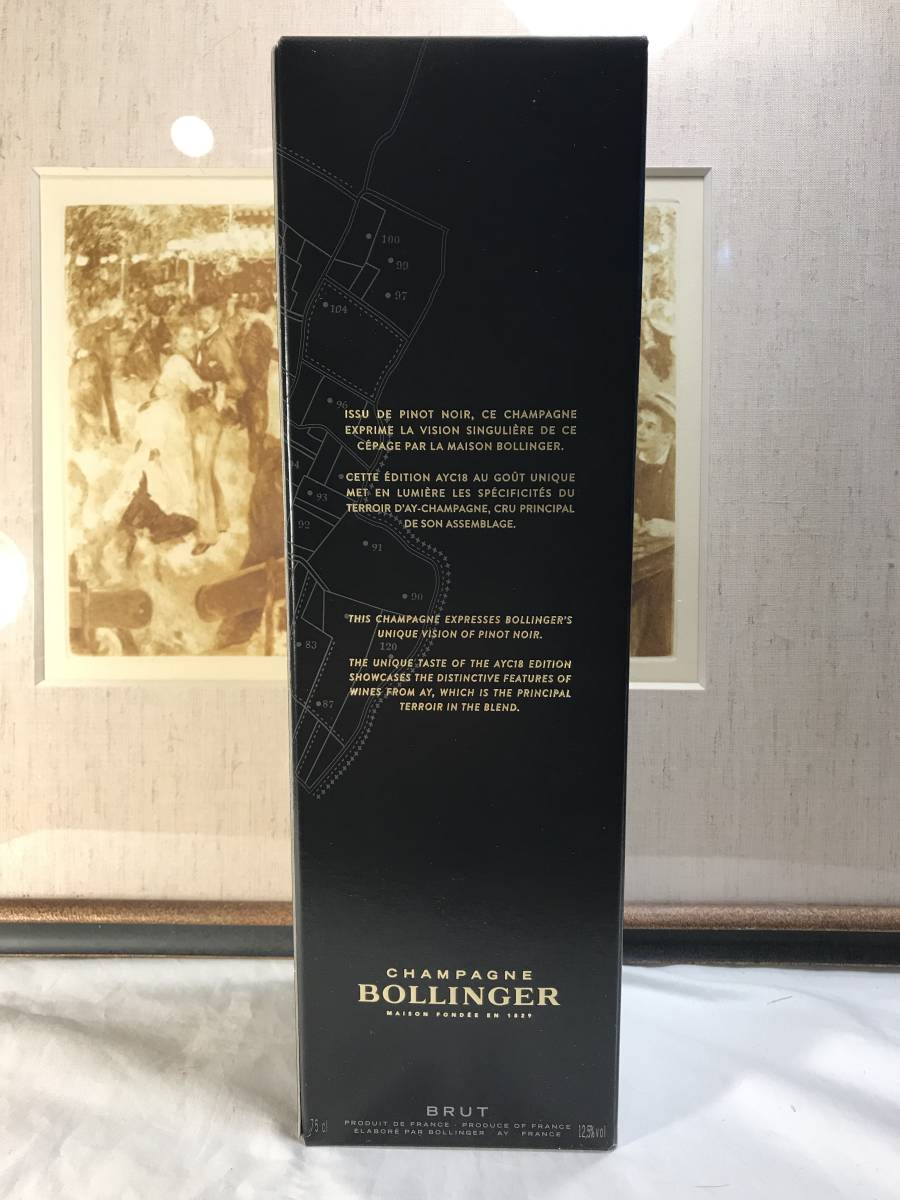 100
99
97
104
96
ISSU DE PINOT NOIR, CE CHAMPAGNE
EXPRIME LA VISION SINGULIÈRE DE CE
CÉPAGE PAR LA MAISON BOLLINGER.
CETTE ÉDITION AYC18 AU GOÛT UNIQUE
MET EN LUMIÈRE LES SPÉCIFICITÉS DU
TERROIR D'AY-CHAMPAGNE, CRU PRINCIPAL
DE SON ASSEMBLAGE.
93
92
91
90
THIS CHAMPAGNE EXPRESSES BOLLINGER'S
UNIQUE VISION OF PINOT NOIR.
83
120
THE UNIQUE TASTE OF THE AYC18 EDITION
SHOWCASES THE DISTINCTIVE FEATURES OF
WINES FROM AY, WHICH IS THE PRINCIPAL
TERROIR IN THE BLEND.
87
CHAMPAGNE
BOLLINGER
MAISON FONDÉE EN 1829
BRUT
75 cl
PRODUIT DE FRANCE - PRODUCE OF FRANCE
ÉLABORÉ PAR BOLLINGER AY FRANCE
12,5% vol